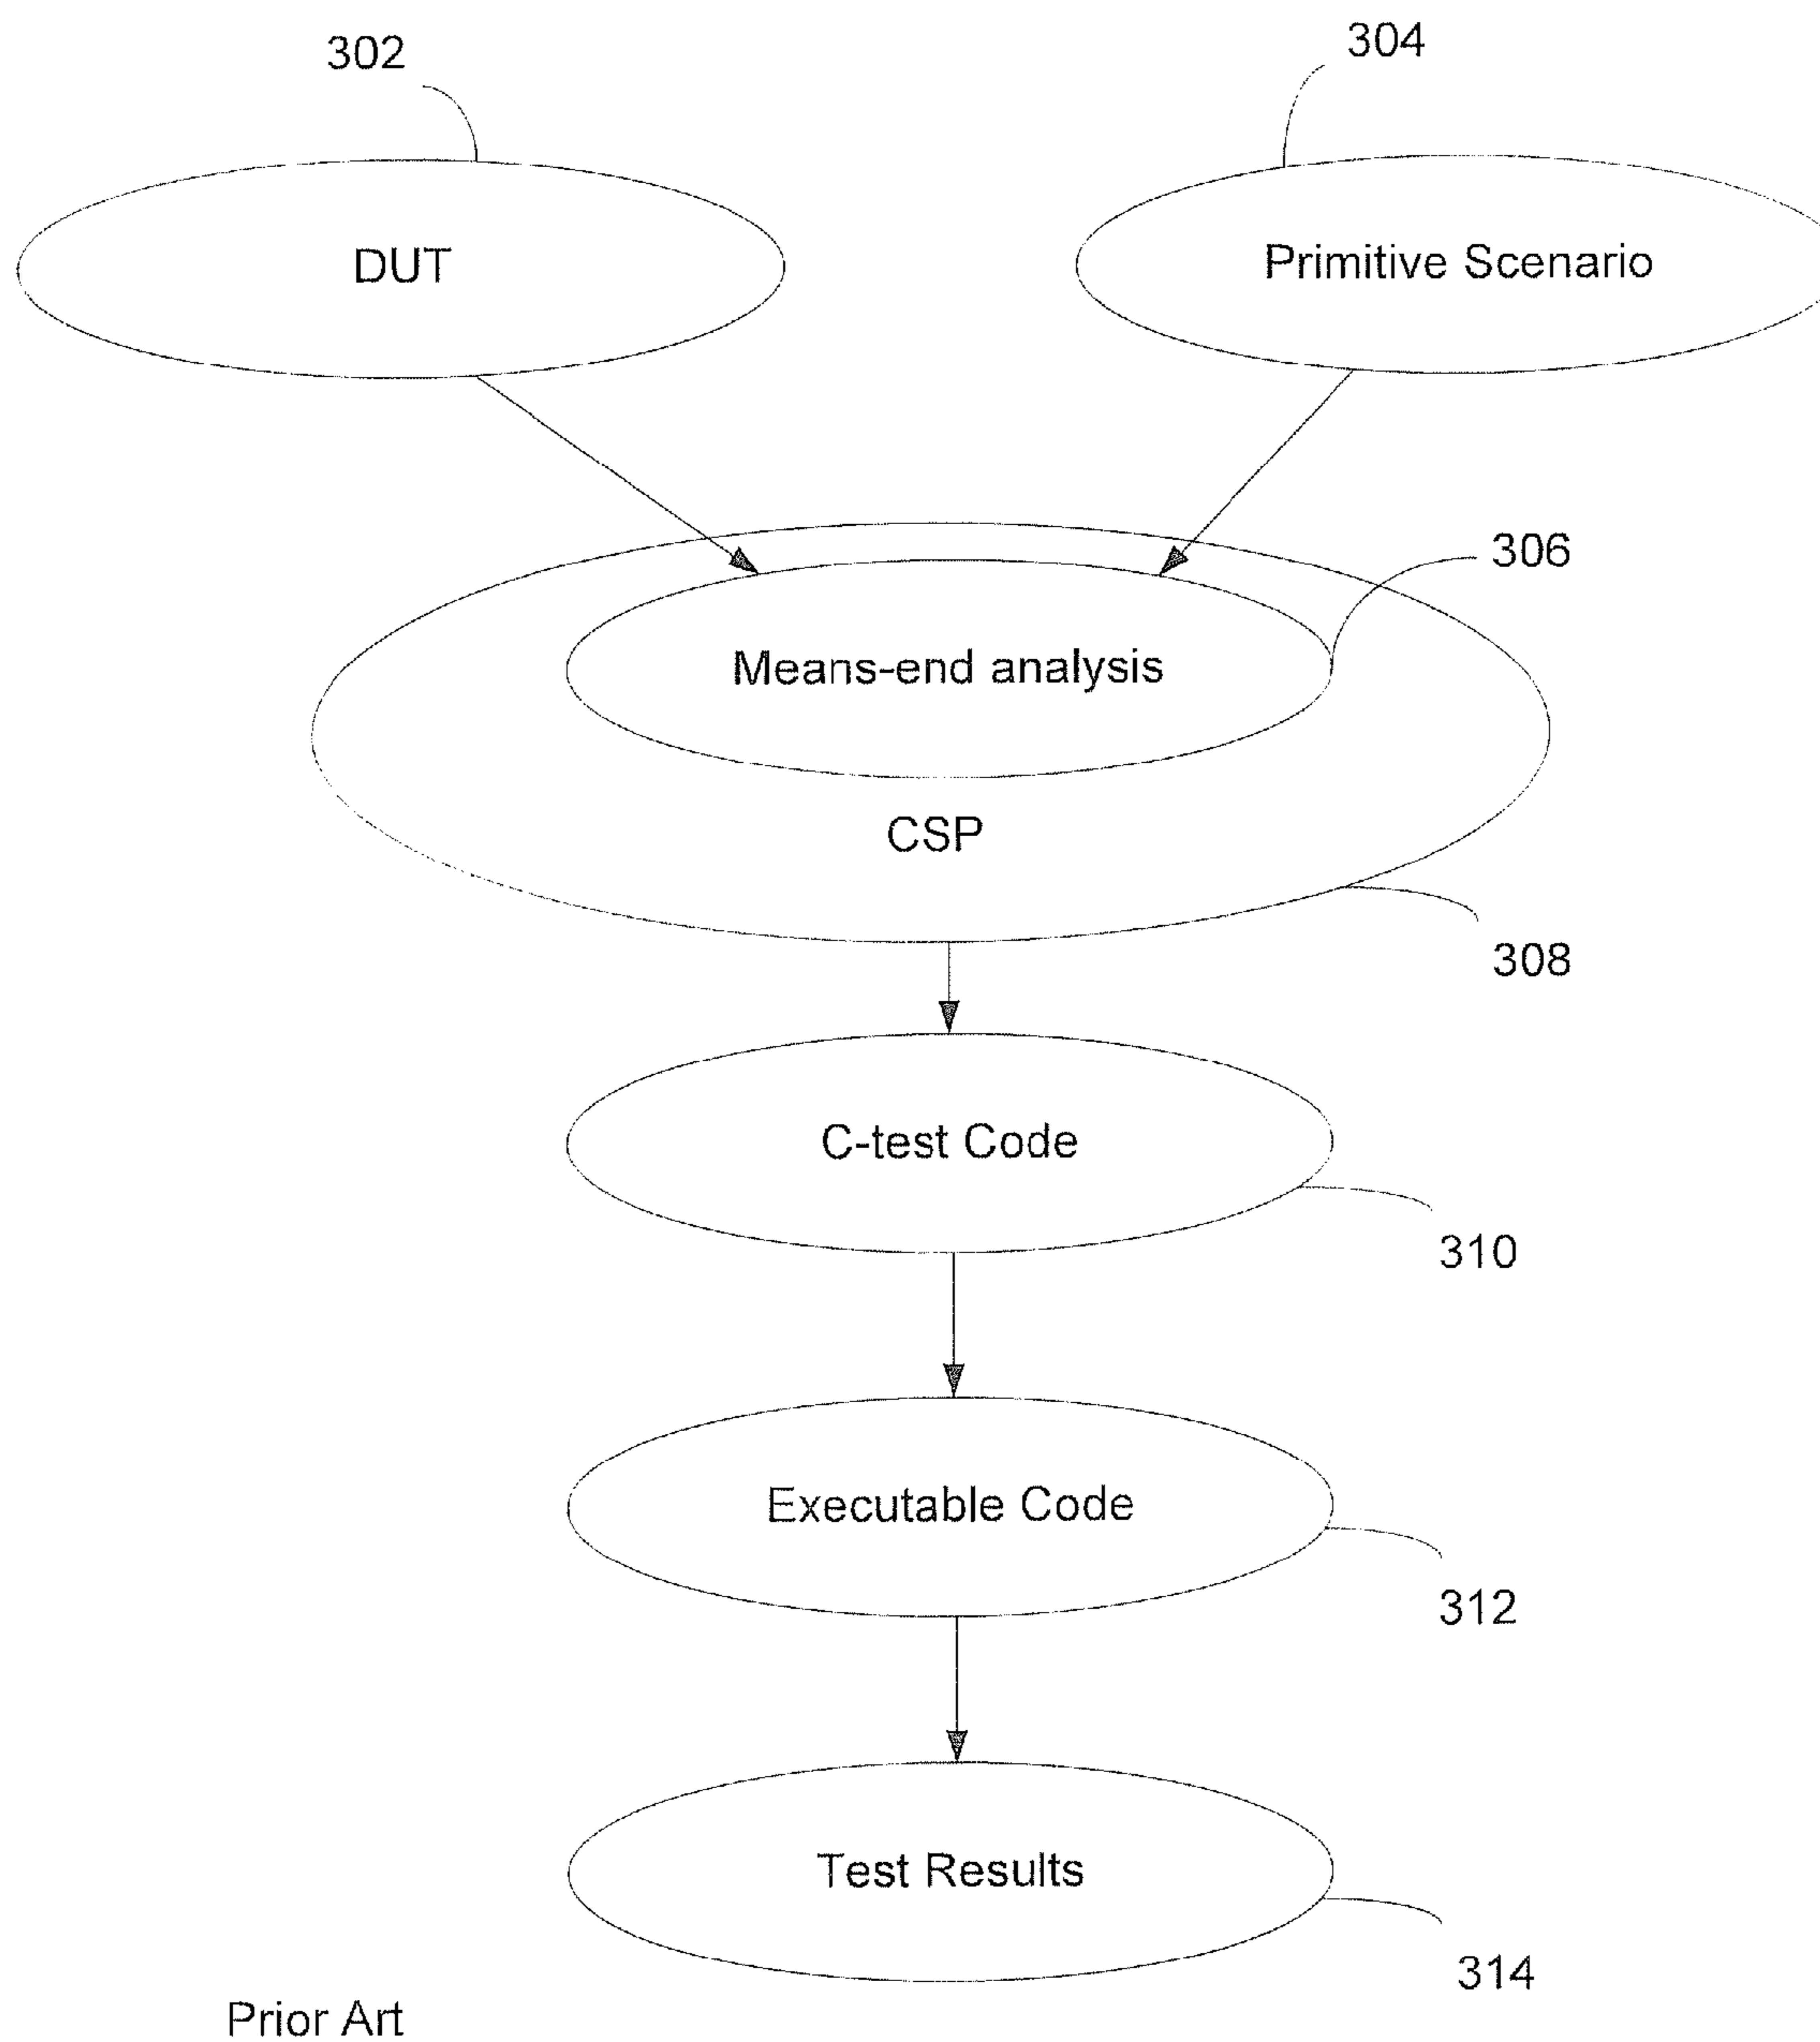 302
304
DUT
Primitive Scenario
306
Means-end analysis
CSP
308
C-test Code
310
Executable Code
312
Test Results
314
Prior Art